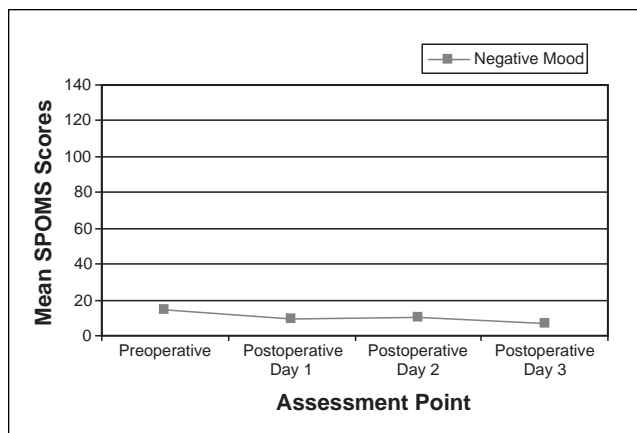 Negative Mood
140
120
100
80
60
40
20
0
Mean SPOMS Scores
Preoperative
Postoperative
Day 1
Postoperative
Day 2
Postoperative
Day 3
Assessment Point